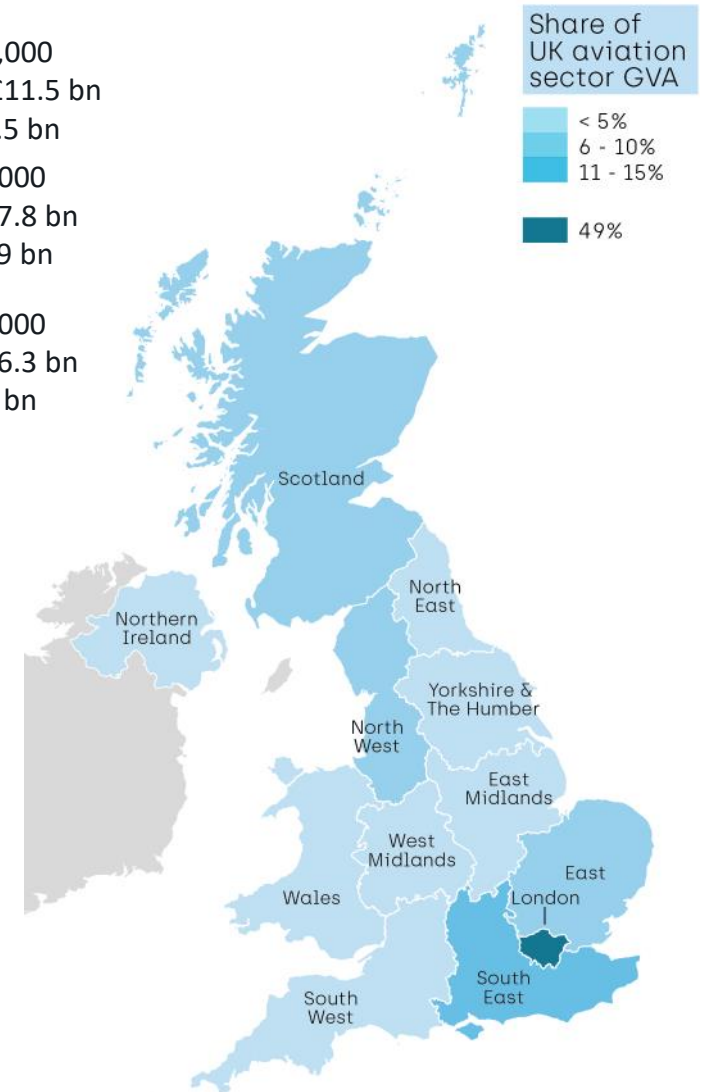 ,000
£11.5 bn
.5 bn
000
7.8 bn
9 bn
000
6.3 bn
bn
Share of
UK aviation
sector GVA
< 5%
6 - 10%
11 - 15%
49%
Scotland
North
East
Northern
Ireland
Yorkshire &
The Humber
North
West
East
Midlands
West
Midlands
East
London
Wales
South
East
South
West